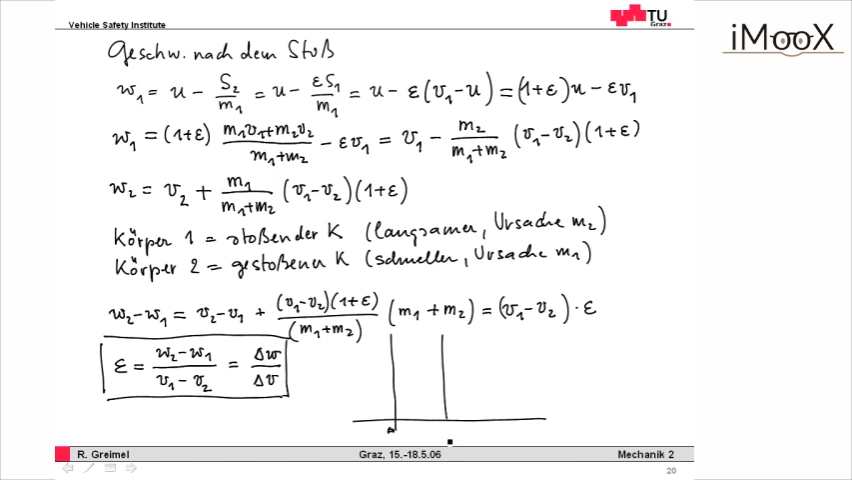 Vehicle Safety Institute
TU
Graz
iMooX
Geschw. nach dem Stoß
w₁ = u − S₂/m₁ = u − εS₁/m₁ = u − ε(v₁−u) = (1+ε)u − εv₁
w₁ = (1+ε) (m₁v₁+m₂v₂)/(m₁+m₂) − εv₁ = v₁ − m₂/(m₁+m₂) (v₁−v₂)(1+ε)
w₂ = v₂ + m₁/(m₁+m₂) (v₁−v₂)(1+ε)
Körper 1 = stoßender K (langsamer, Ursache m₂)
Körper 2 = gestoßener K (schneller, Ursache m₁)
w₂−w₁ = v₂−v₁ + (v₁−v₂)(1+ε)/(m₁+m₂) (m₁+m₂) = (v₁−v₂)·ε
ε = (w₂−w₁)/(v₁−v₂) = Δw/Δv
R. Greimel Graz, 15.-18.5.06 Mechanik 2
20